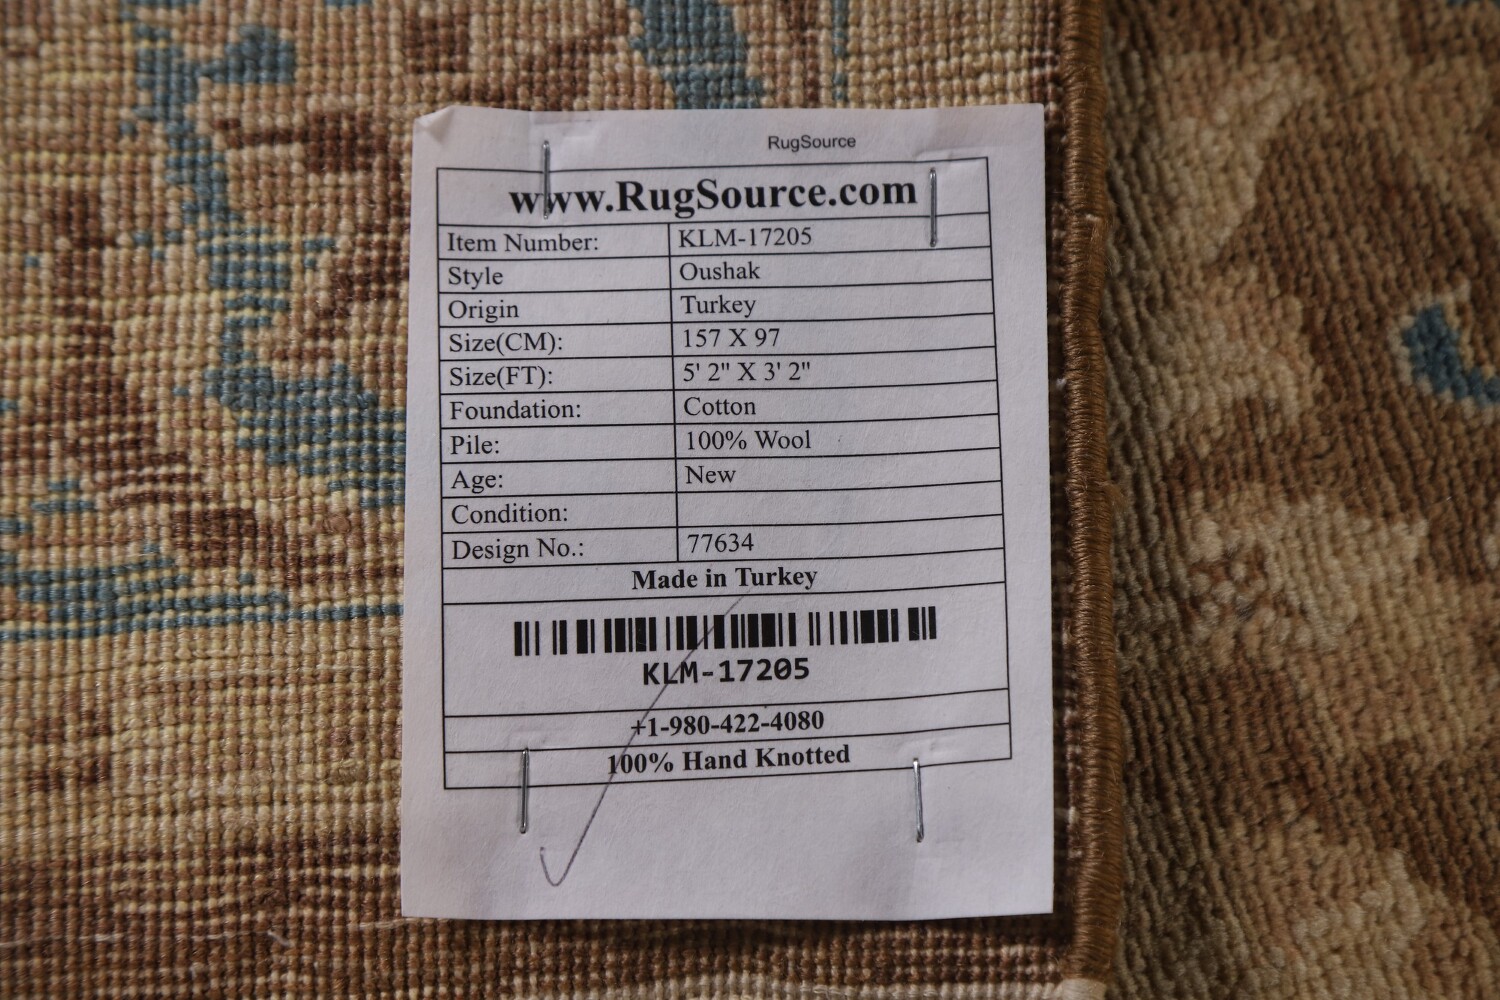 RugSource
www.RugSource.com
Item Number: KLM-17205
Style Oushak
Origin Turkey
Size(CM): 157 X 97
Size(FT): 5' 2" X 3' 2"
Foundation: Cotton
Pile: 100% Wool
Age: New
Condition:
Design No.: 77634
Made in Turkey
KLM-17205
+1-980-422-4080
100% Hand Knotted